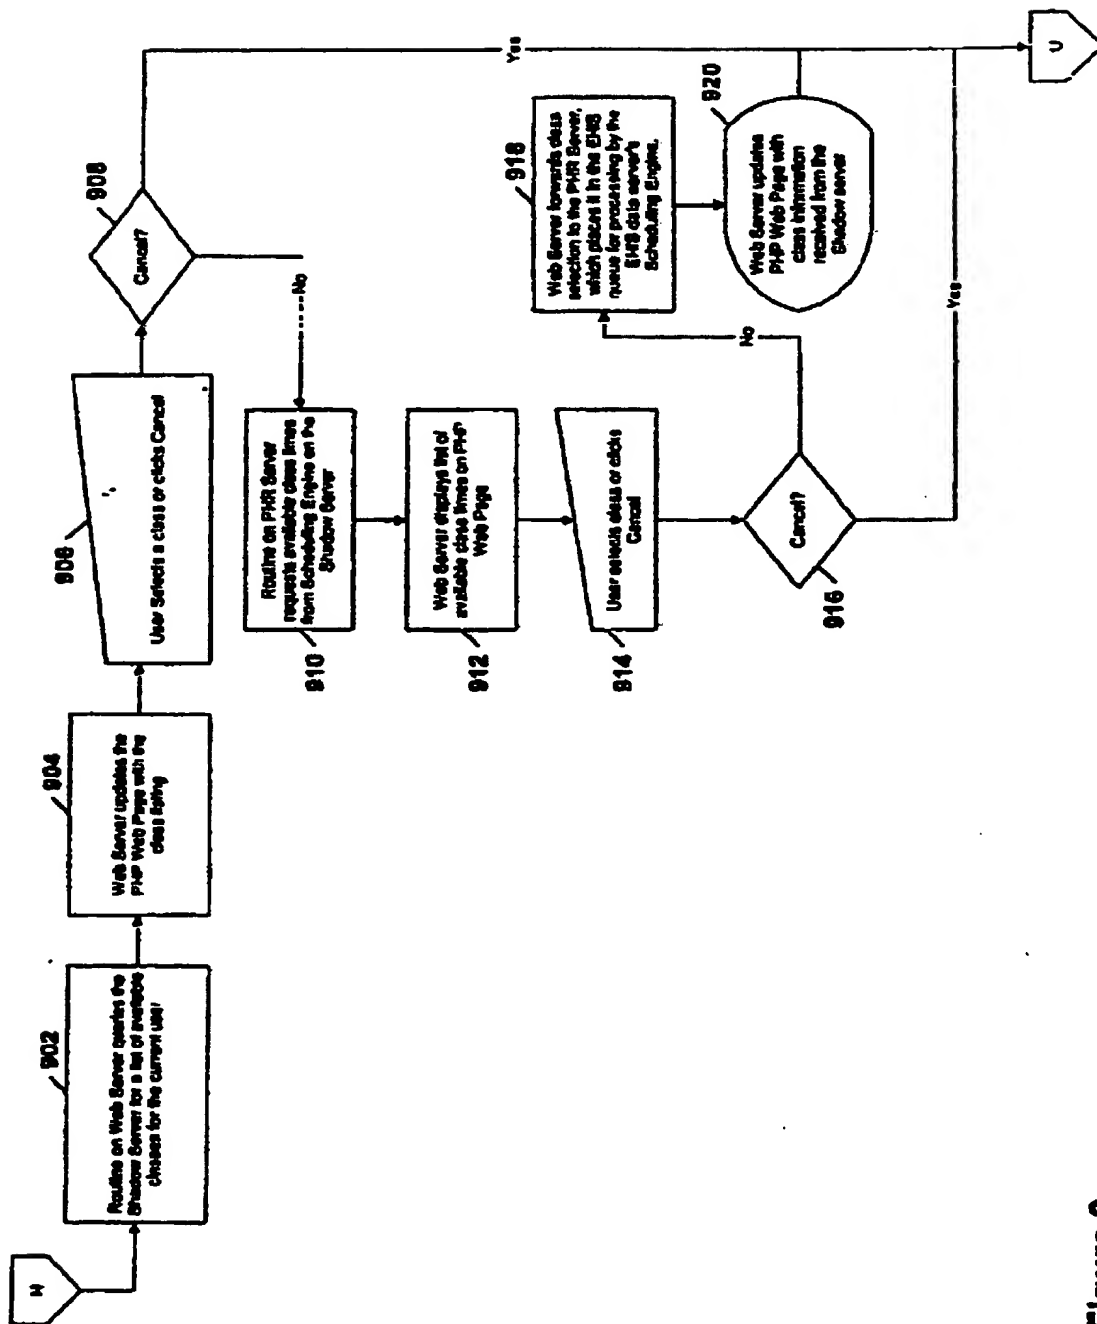 902
Routine on Web Server queries the
Shadow Server for a list of available
classes for the current user
904
Web Server updates the
PHP Web Page with the
class listing
906
User Selects a class or clicks Cancel
908
Cancel?
Yes
No
910
Routine on PHR Server
requests available class times
from Scheduling Engine on the
Shadow Server
912
Web Server displays list of
available class times on PHP
Web Page
914
User selects class or clicks
Cancel
916
Cancel?
No
Yes
918
Web Server forwards class
selection to the PHR Server,
which places it in the
queue for processing by the
data server's
Scheduling Engine.
920
Web Server updates
PHP Web Page with
class information
received from the
Shadow server
U